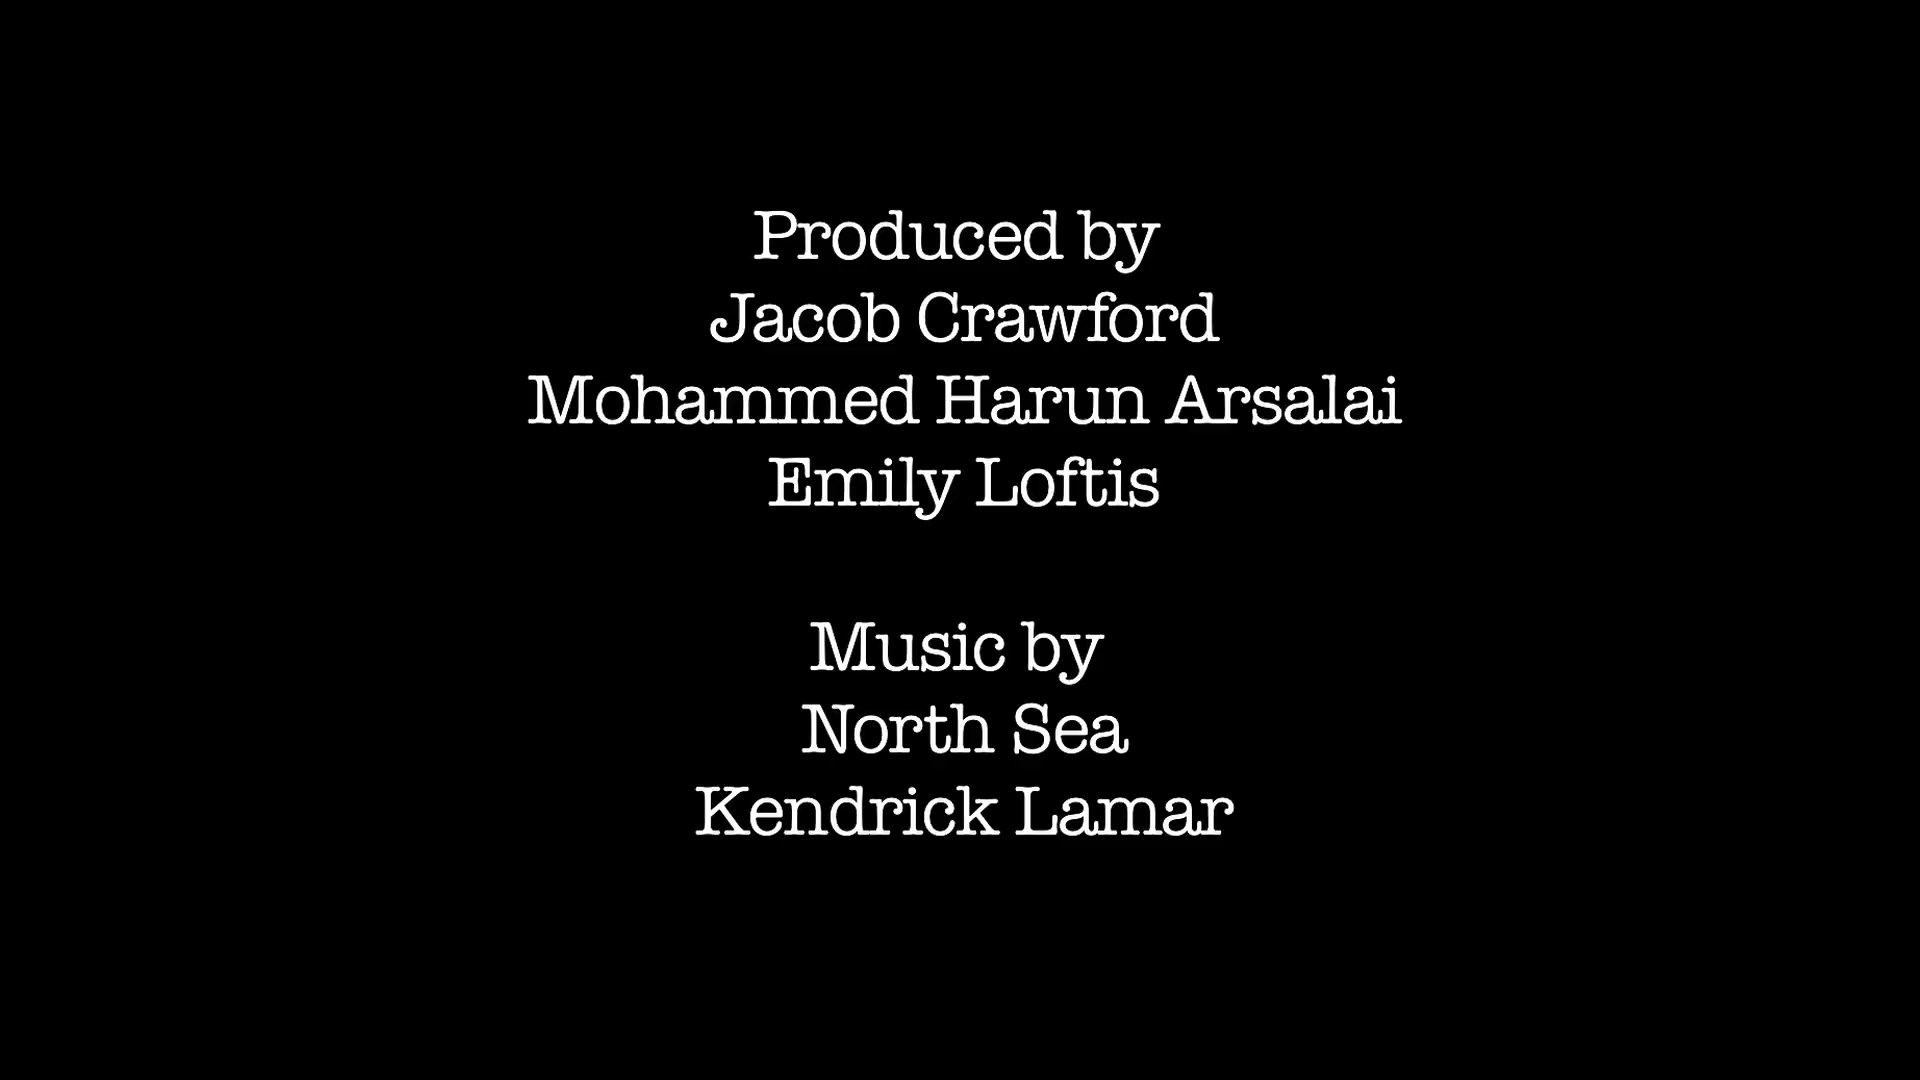 Produced by
Jacob Crawford
Mohammed Harun Arsalai
Emily Loftis
Music by
North Sea
Kendrick Lamar